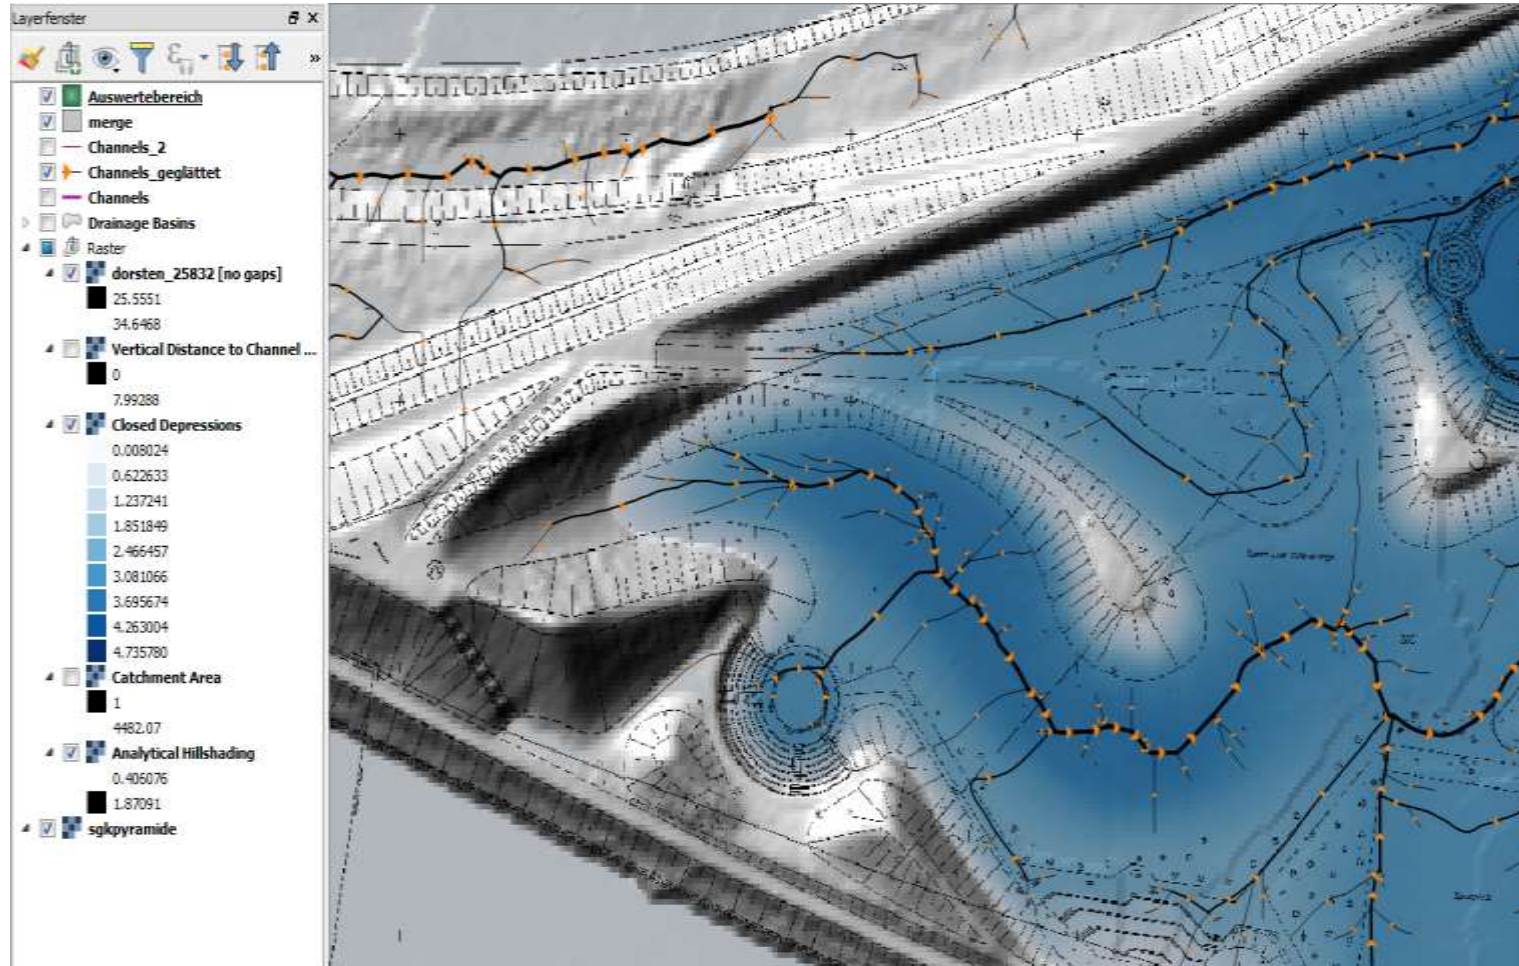 Layerfenster
»
Auswertebereich
merge
Channels_2
Channels_geglättet
Channels
Drainage Basins
Raster
dorsten_25832 [no gaps]
25.5551
34.6468
Vertical Distance to Channel ...
0
7.99288
Closed Depressions
0.008024
0.622633
1.237241
1.851849
2.466457
3.081066
3.695674
4.263004
4.735780
Catchment Area
1
4482.07
Analytical Hillshading
0.406076
1.87091
sgkpyramide